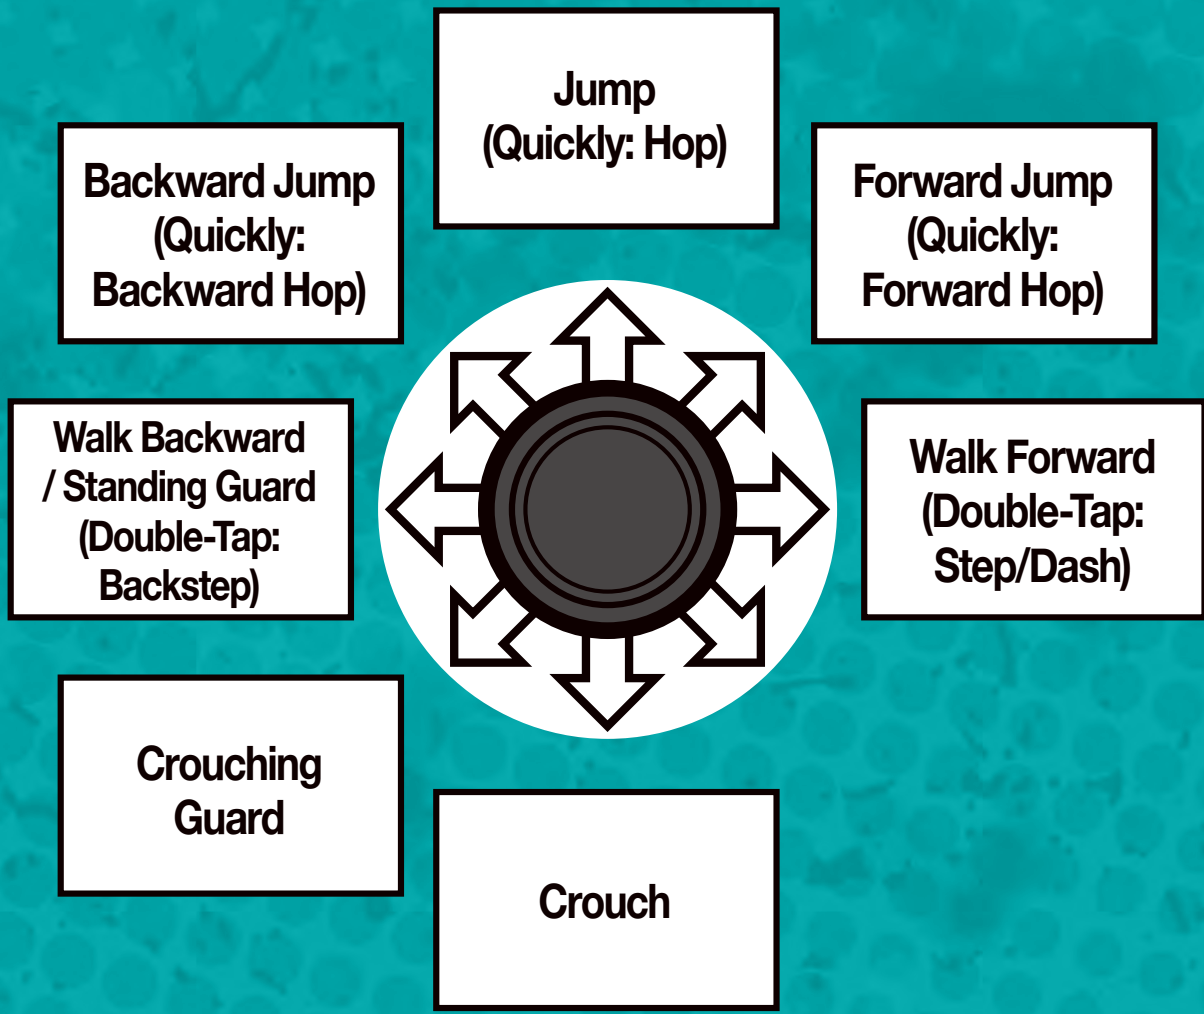 Jump
(Quickly: Hop)
Backward Jump
(Quickly:
Backward Hop)
Forward Jump
(Quickly:
Forward Hop)
Walk Backward
/ Standing Guard
(Double-Tap:
Backstep)
Walk Forward
(Double-Tap:
Step/Dash)
Crouching
Guard
Crouch